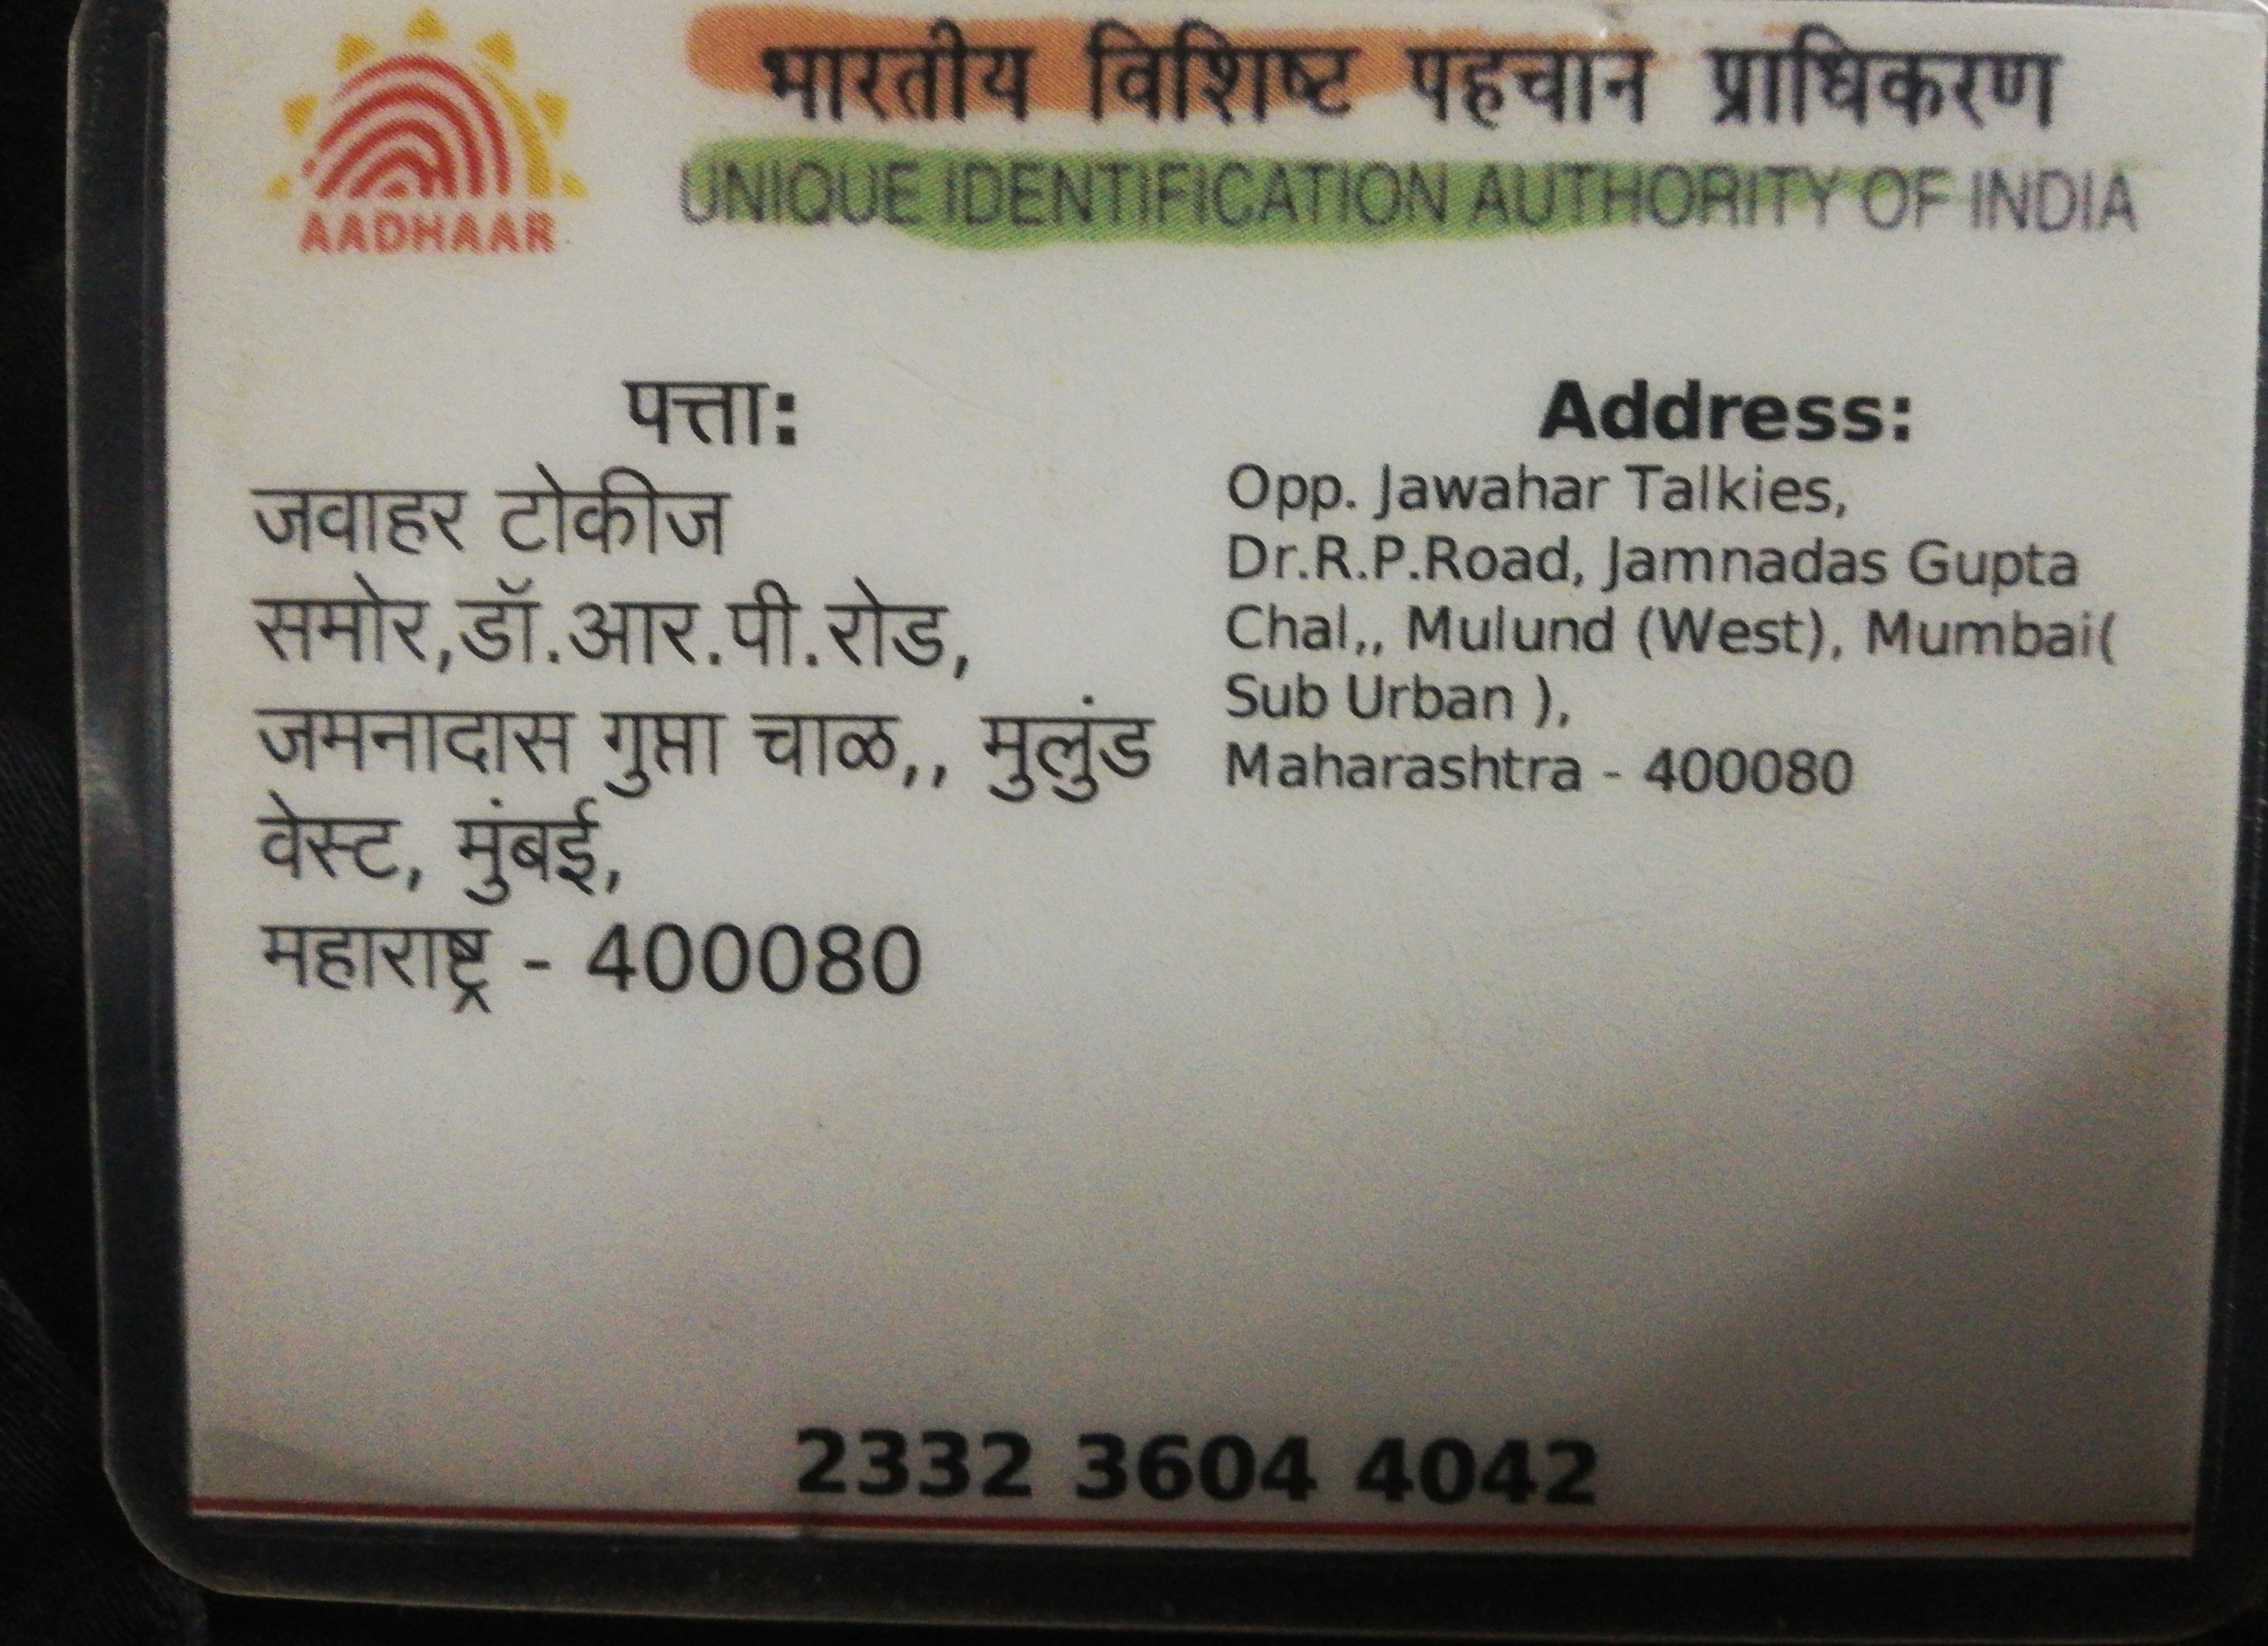 भारतीय विशिष्ट पहचान प्राधिकरण
UNIQUE IDENTIFICATION AUTHORITY OF INDIA
AADHAAR
पत्ता:
जवाहर टोकीज
समोर,डॉ.आर.पी.रोड,
जमनादास गुप्ता चाळ,, मुलुंड
वेस्ट, मुंबई,
महाराष्ट्र - 400080
Address:
Opp. Jawahar Talkies,
Dr.R.P.Road, Jamnadas Gupta
Chal,, Mulund (West), Mumbai(
Sub Urban ),
Maharashtra - 400080
2332 3604 4042